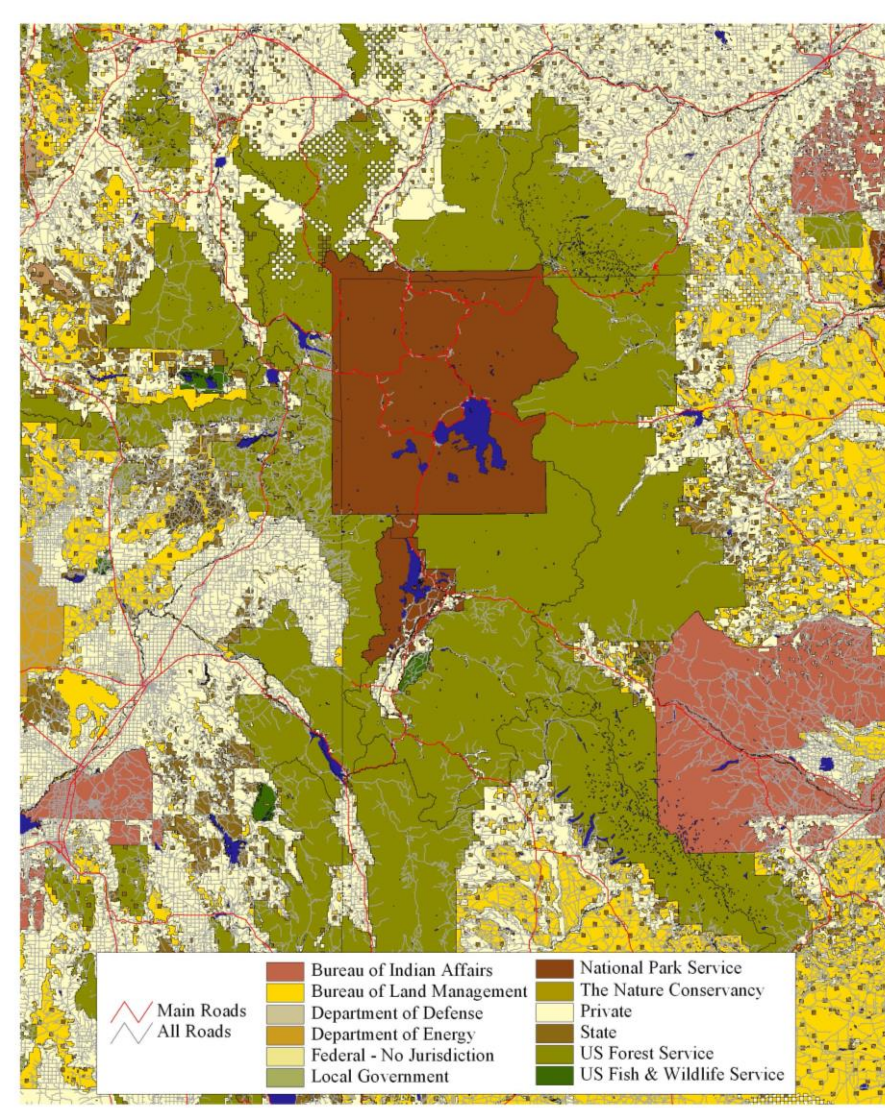 Main Roads
All Roads
Bureau of Indian Affairs
Bureau of Land Management
Department of Defense
Department of Energy
Federal - No Jurisdiction
Local Government
National Park Service
The Nature Conservancy
Private
State
US Forest Service
US Fish & Wildlife Service